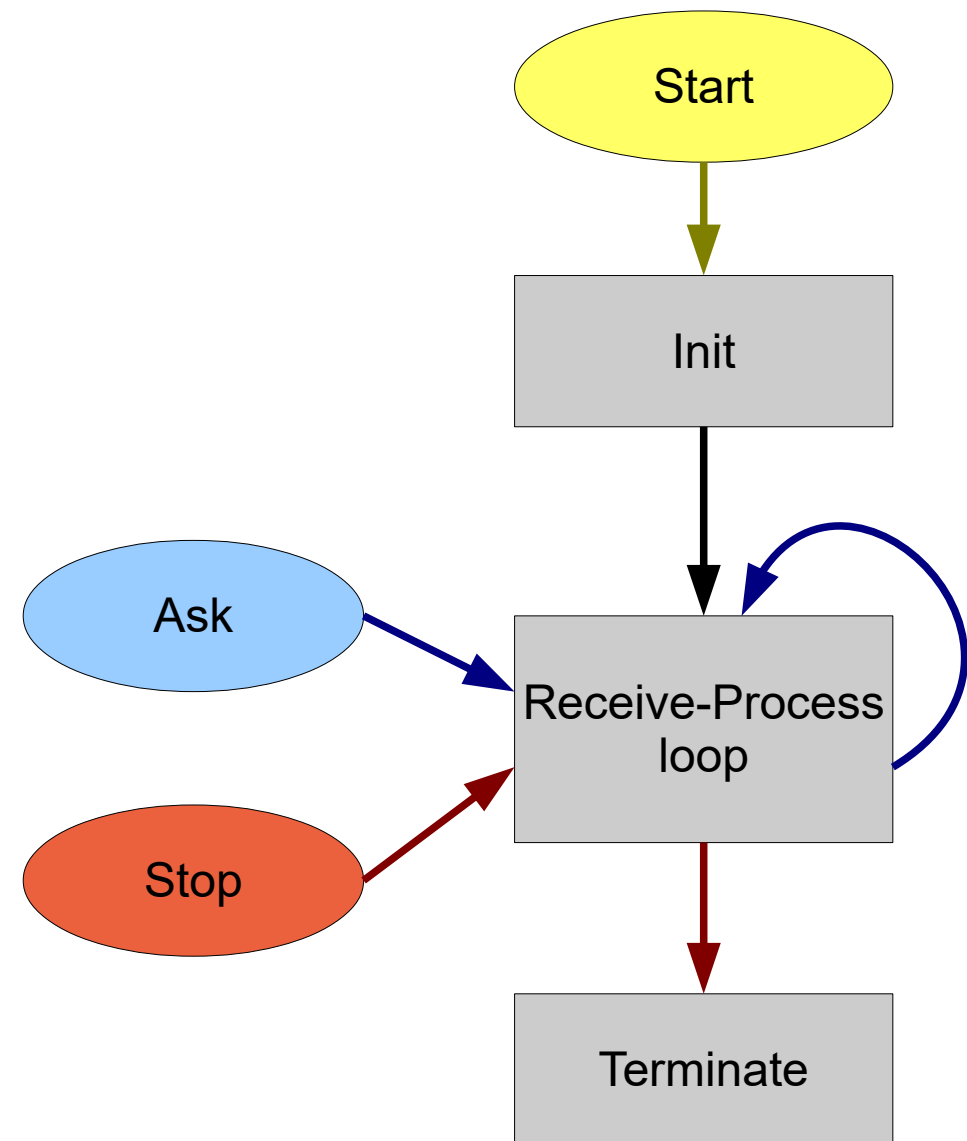 Start
Init
Ask
Receive-Process
loop
Stop
Terminate